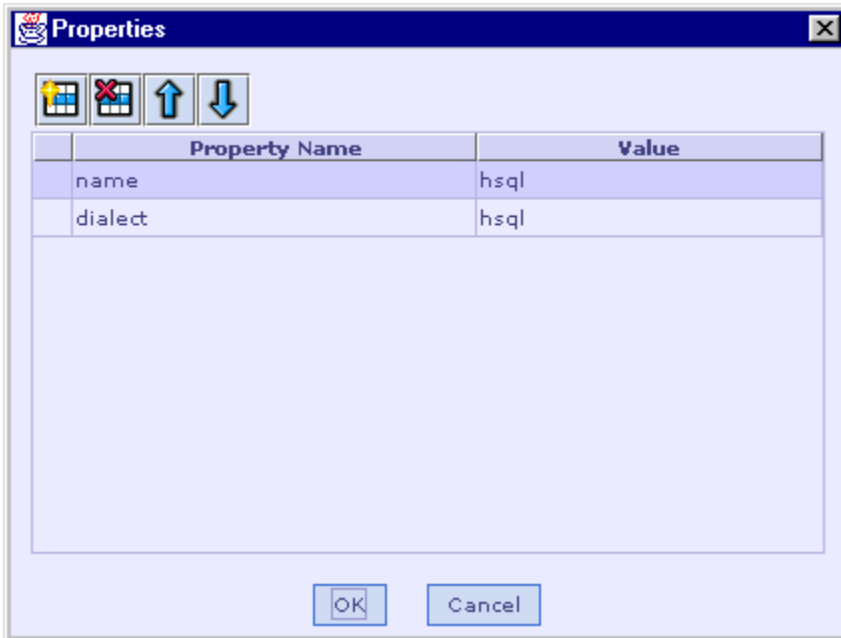 Properties
Property Name Value
name hsql
dialect hsql
OK Cancel